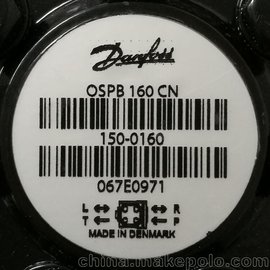 Danfoss
OSPB 160 CN
150-0160
067E0971
L R
T P
MADE IN DENMARK
china.makepolo.com